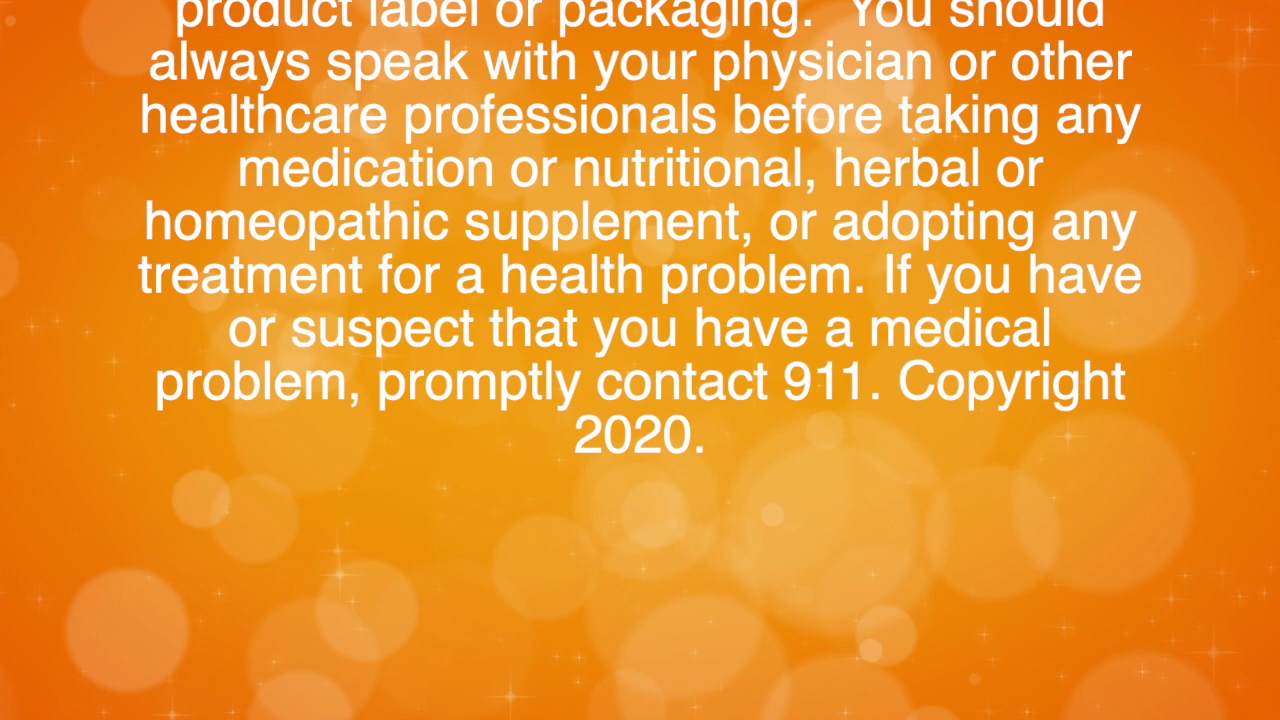 product label or packaging.  You should
always speak with your physician or other
healthcare professionals before taking any
medication or nutritional, herbal or
homeopathic supplement, or adopting any
treatment for a health problem. If you have
or suspect that you have a medical
problem, promptly contact 911. Copyright
2020.